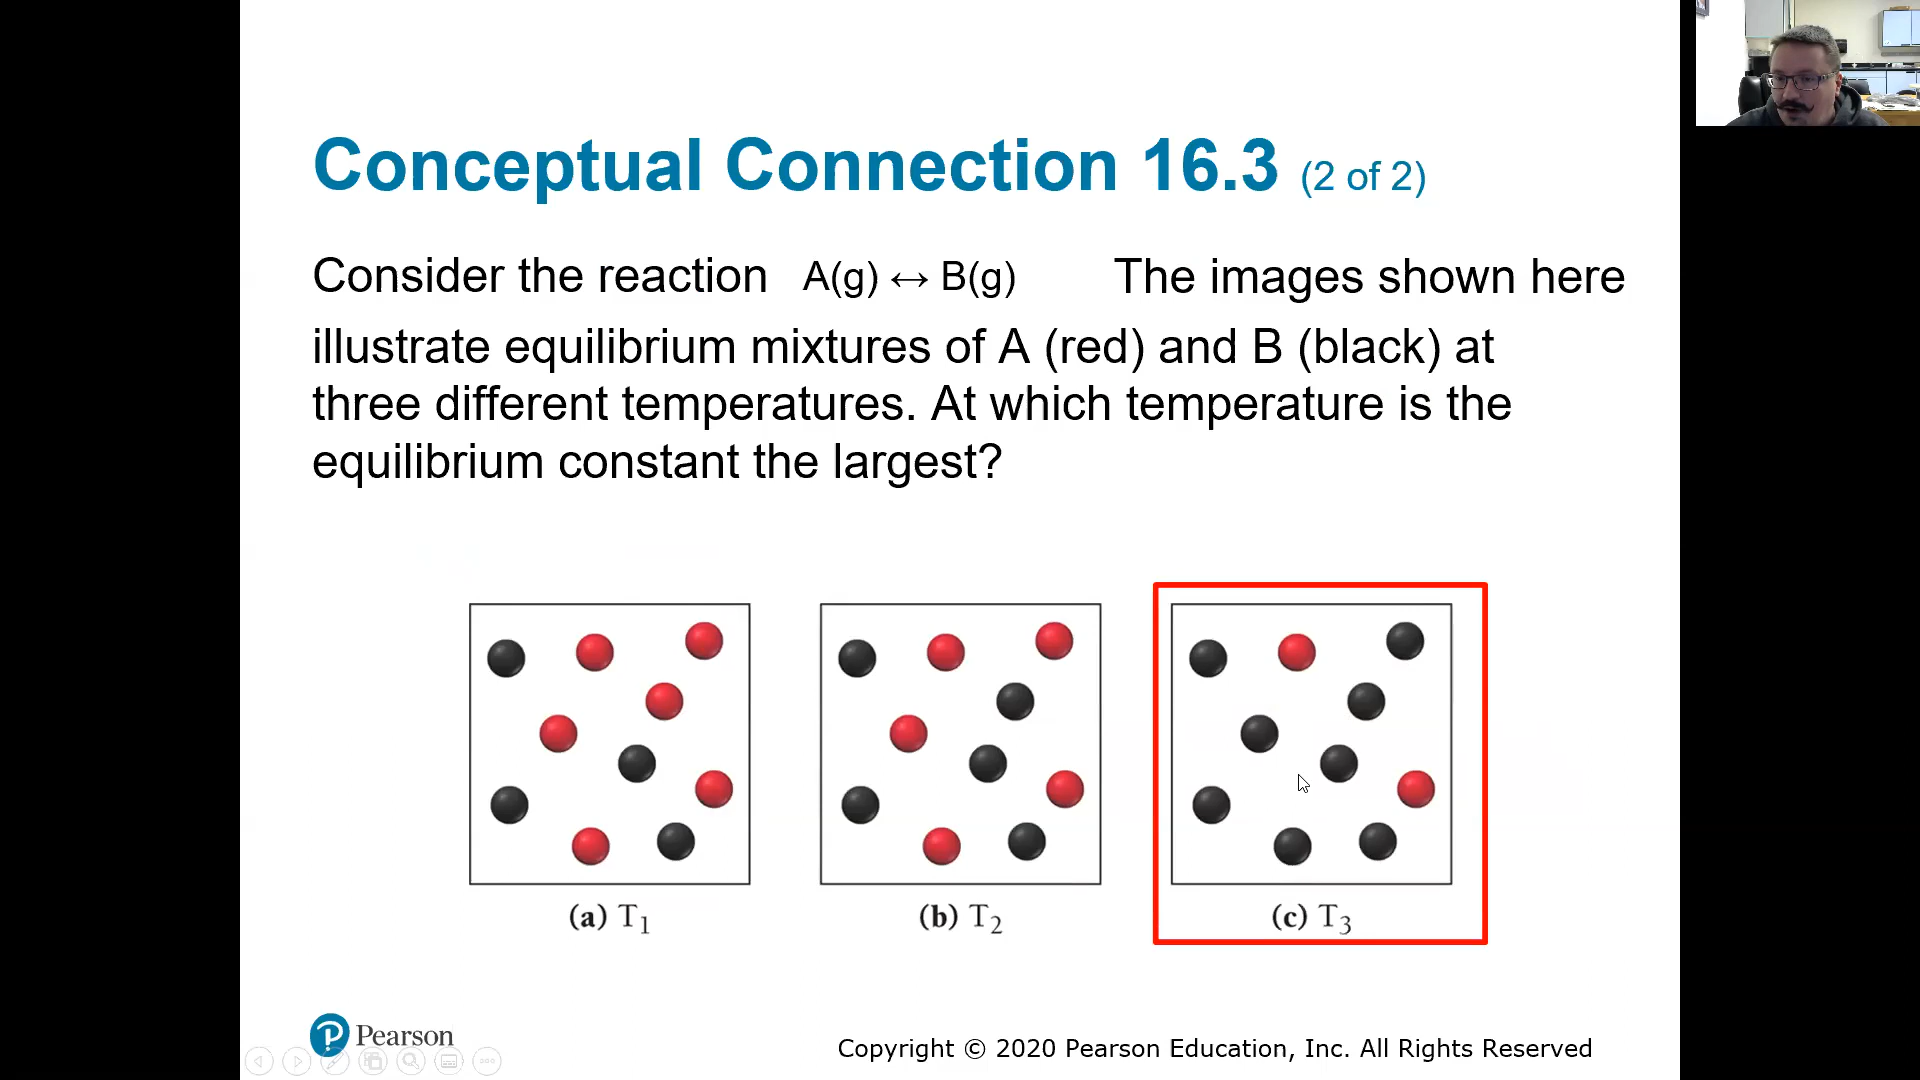 Conceptual Connection 16.3 (2 of 2)
Consider the reaction A(g) ↔ B(g) The images shown here
illustrate equilibrium mixtures of A (red) and B (black) at
three different temperatures. At which temperature is the
equilibrium constant the largest?
(a) T₁ (b) T₂ (c) T₃
Pearson
Copyright © 2020 Pearson Education, Inc. All Rights Reserved